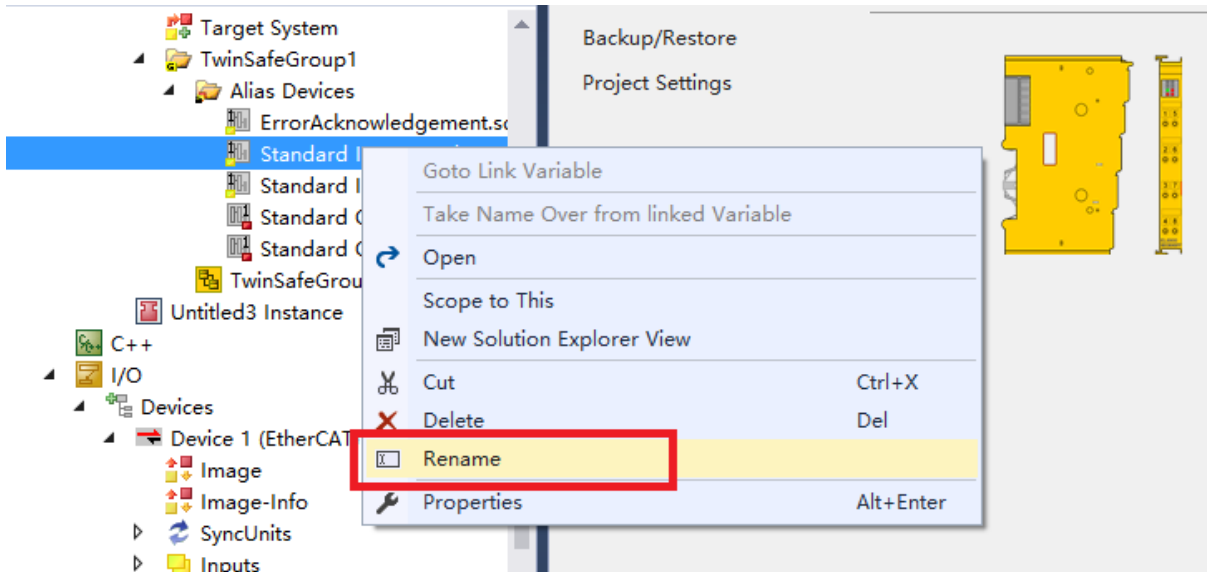 Target System
TwinSafeGroup1
Alias Devices
ErrorAcknowledgement.s
Standard I
Standard I
Standard
Standard
TwinSafeGrou
Untitled3 Instance
C++
I/O
Devices
Device 1 (EtherCAT
Image
Image-Info
SyncUnits
Inputs
Backup/Restore
Project Settings
Goto Link Variable
Take Name Over from linked Variable
Open
Scope to This
New Solution Explorer View
Cut Ctrl+X
Delete Del
Rename
Properties Alt+Enter